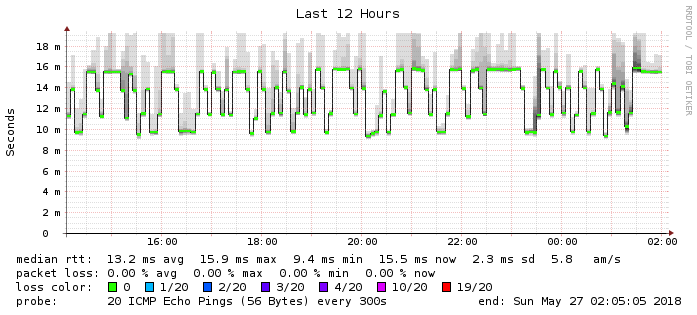 Last 12 Hours
RRDTOOL / TOBI OETIKER
Seconds
18 m
16 m
14 m
12 m
10 m
8 m
6 m
4 m
2 m
0
16:00 18:00 20:00 22:00 00:00 02:00
median rtt: 13.2 ms avg 15.9 ms max 9.4 ms min 15.5 ms now 2.3 ms sd 5.8 am/s
packet loss: 0.00 % avg 0.00 % max 0.00 % min 0.00 % now
loss color: 0 1/20 2/20 3/20 4/20 10/20 19/20
probe: 20 ICMP Echo Pings (56 Bytes) every 300s end: Sun May 27 02:05:05 2018